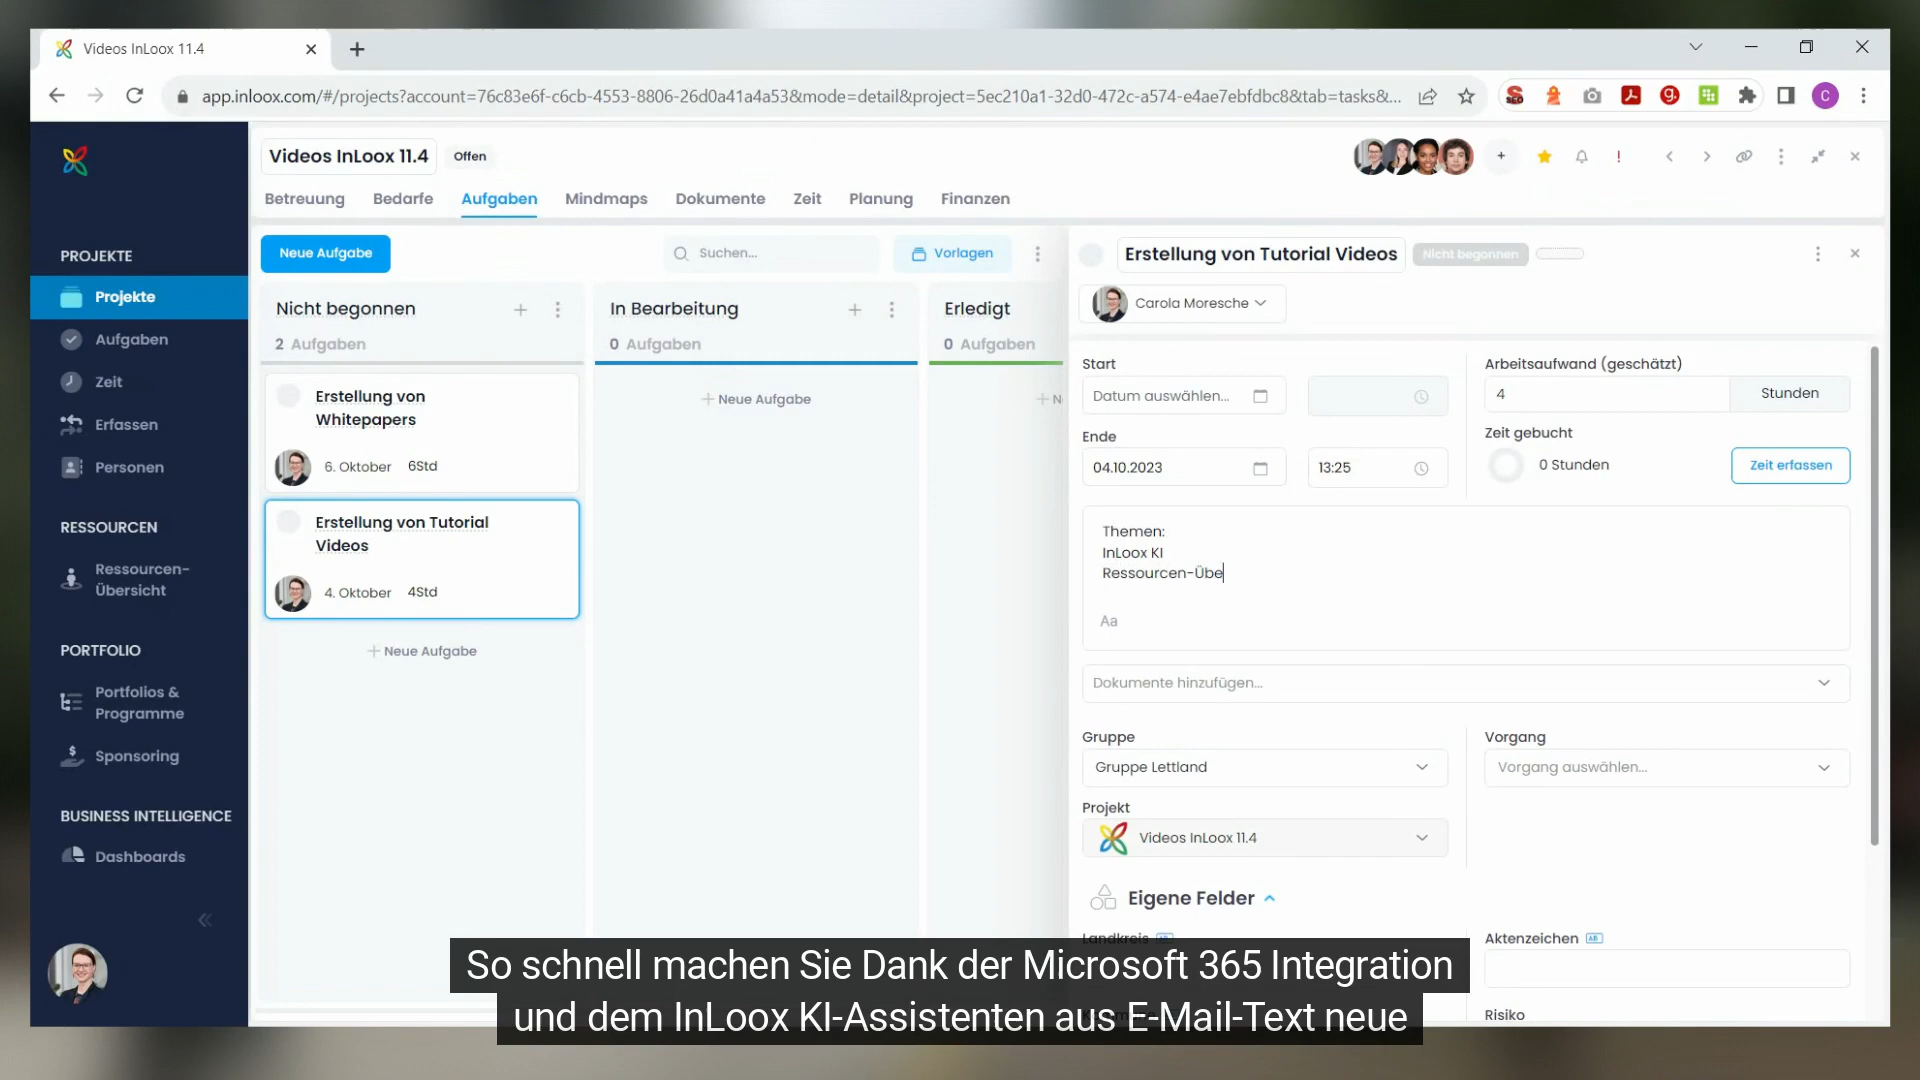 Videos InLoox 11.4
app.inloox.com/#/projects?account=76c83e6f-c6cb-4553-8806-26d0a41a4a53&mode=detail&project=5ec210a1-32d0-472c-a574-e4ae7ebfdbc8&tab=tasks&...
C
Videos InLoox 11.4
Offen
Betreuung
Bedarfe
Aufgaben
Mindmaps
Dokumente
Zeit
Planung
Finanzen
PROJEKTE
Projekte
Aufgaben
Zeit
Erfassen
Personen
RESSOURCEN
Ressourcen-
Übersicht
PORTFOLIO
Portfolios &
Programme
Sponsoring
BUSINESS INTELLIGENCE
Dashboards
Neue Aufgabe
Suchen...
Vorlagen
Nicht begonnen
2 Aufgaben
Erstellung von
Whitepapers
6. Oktober 6Std
Erstellung von Tutorial
Videos
4. Oktober 4Std
Neue Aufgabe
In Bearbeitung
0 Aufgaben
Neue Aufgabe
Erledigt
0 Aufgaben
Erstellung von Tutorial Videos
Nicht begonnen
Carola Moresche
Start
Datum auswählen...
Arbeitsaufwand (geschätzt)
4
Stunden
Ende
04.10.2023
13:25
Zeit gebucht
0 Stunden
Zeit erfassen
Themen:
InLoox KI
Ressourcen-Übe
Aa
Dokumente hinzufügen...
Gruppe
Gruppe Lettland
Vorgang
Vorgang auswählen...
Projekt
Videos InLoox 11.4
Eigene Felder
Landkreis
Aktenzeichen
Risiko
So schnell machen Sie Dank der Microsoft 365 Integration
und dem InLoox KI-Assistenten aus E-Mail-Text neue